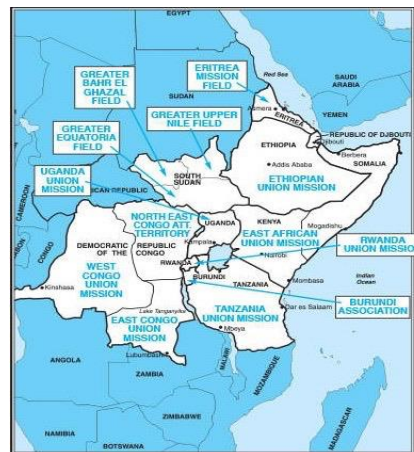 EGYPT
GREATER
BAHR EL
GHAZAL
FIELD
ERITREA
MISSION
FIELD
Red Sea
SAUDI
ARABIA
SUDAN
Asmera
ERITREA
YEMEN
GREATER
EQUATORIA
FIELD
GREATER UPPER
NILE FIELD
REPUBLIC OF DJIBOUTI
Djibouti
Berbera
ETHIOPIA
SOMALIA
Addis Ababa
UGANDA
UNION
MISSION
SOUTH
SUDAN
ETHIOPIAN
UNION MISSION
CAMEROON
RICAN REPUBLIC
NORTH EAST
CONGO ATT.
TERRITORY
UGANDA
KENYA
Mogadishu
EAST AFRICAN
UNION MISSION
Kampala
Nairobi
RWANDA
UNION MISSION
GABON
CONGO
DEMOCRATIC
OF THE
REPUBLIC
CONGO
RWANDA
WEST
CONGO
UNION
MISSION
BURUNDI
TANZANIA
Mombasa
Indian
Ocean
Kinshasa
BURUNDI
ASSOCIATION
Dar es Salaam
TANZANIA
UNION MISSION
Lake Tanganyika
EAST CONGO
UNION
MISSION
Mbeya
Lubumbashi
ANGOLA
ZAMBIA
MALAWI
MOZAMBIQUE
ZIMBABWE
NAMIBIA
BOTSWANA
MADAGASCAR